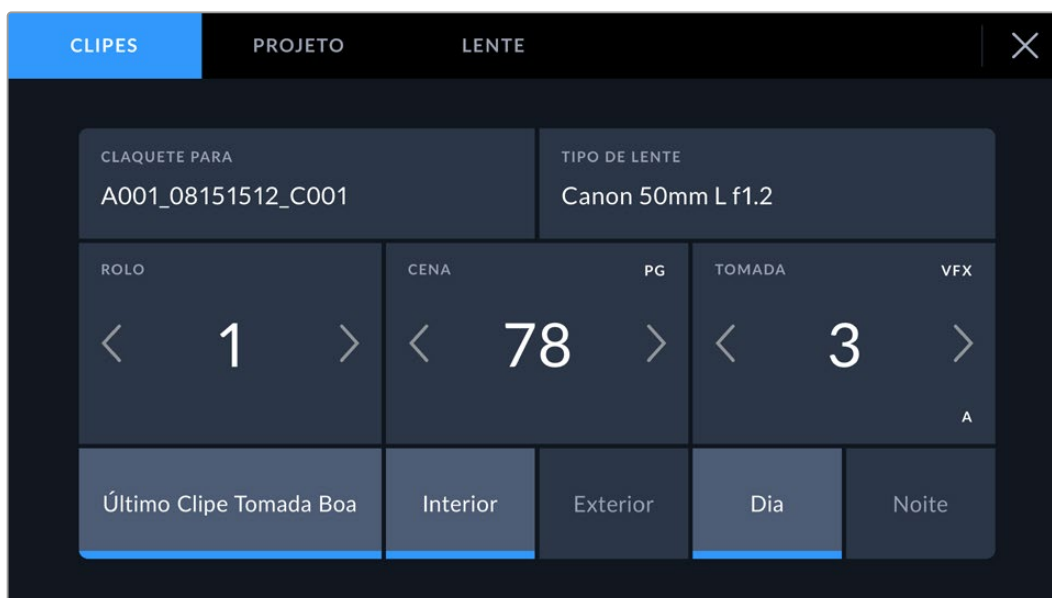 CLIPES PROJETO LENTE
CLAQUETE PARA TIPO DE LENTE
A001_08151512_C001 Canon 50mm L f1.2
ROLO CENA PG TOMADA VFX
1 78 3
A
Último Clipe Tomada Boa Interior Exterior Dia Noite